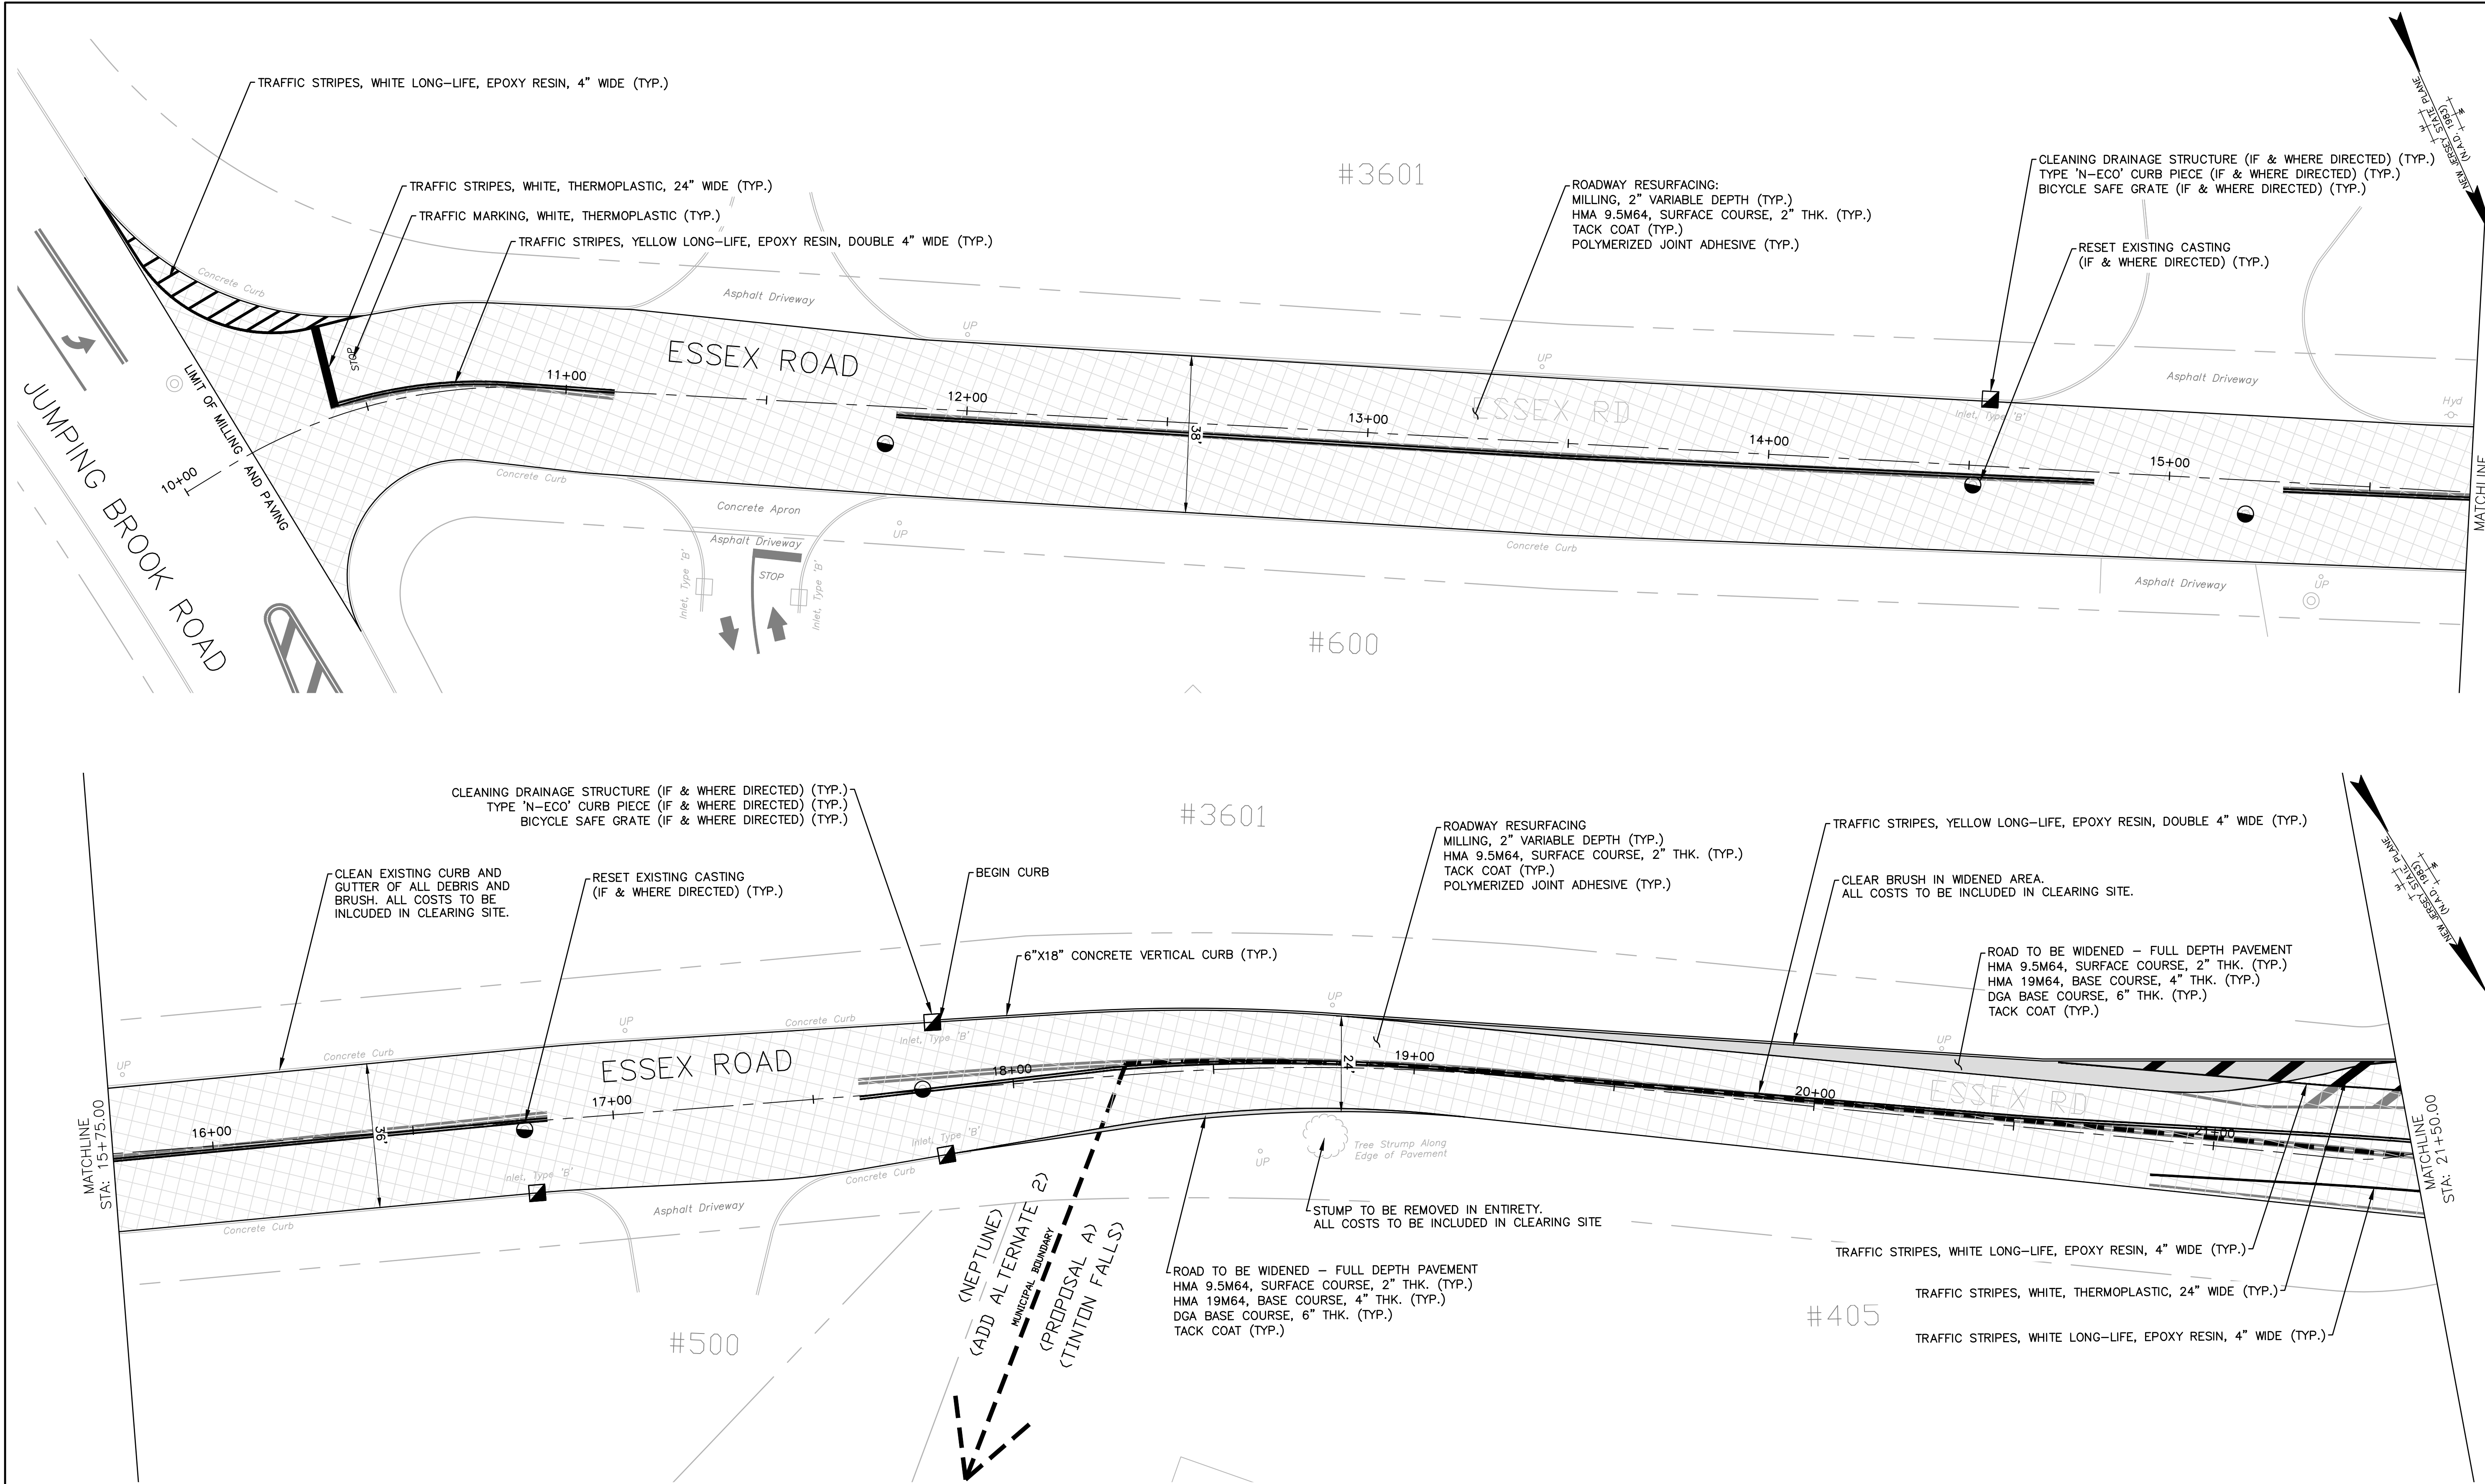 TRAFFIC STRIPES, WHITE LONG-LIFE, EPOXY RESIN, 4" WIDE (TYP.)
TRAFFIC STRIPES, WHITE, THERMOPLASTIC, 24" WIDE (TYP.)
TRAFFIC MARKING, WHITE, THERMOPLASTIC (TYP.)
TRAFFIC STRIPES, YELLOW LONG-LIFE, EPOXY RESIN, DOUBLE 4" WIDE (TYP.)
#3601
ROADWAY RESURFACING:
MILLING, 2" VARIABLE DEPTH (TYP.)
HMA 9.5M64, SURFACE COURSE, 2" THK. (TYP.)
TACK COAT (TYP.)
POLYMERIZED JOINT ADHESIVE (TYP.)
CLEANING DRAINAGE STRUCTURE (IF & WHERE DIRECTED) (TYP.)
TYPE 'N-ECO' CURB PIECE (IF & WHERE DIRECTED) (TYP.)
BICYCLE SAFE GRATE (IF & WHERE DIRECTED) (TYP.)
RESET EXISTING CASTING
(IF & WHERE DIRECTED) (TYP.)
NEW JERSEY STATE PLANE
(N.A.D. 1983)
Concrete Curb
Asphalt Driveway
UP
UP
Asphalt Driveway
Hyd
STOP
ESSEX ROAD
ESSEX RD
Inlet, Type 'B'
10+00
11+00
12+00
13+00
14+00
15+00
38'
LIMIT OF MILLING AND PAVING
JUMPING BROOK ROAD
Concrete Curb
Concrete Apron
Asphalt Driveway
UP
STOP
Inlet, Type 'B'
Inlet, Type 'B'
Concrete Curb
Asphalt Driveway
UP
#600
MATCHLINE
CLEANING DRAINAGE STRUCTURE (IF & WHERE DIRECTED) (TYP.)
TYPE 'N-ECO' CURB PIECE (IF & WHERE DIRECTED) (TYP.)
BICYCLE SAFE GRATE (IF & WHERE DIRECTED) (TYP.)
#3601
CLEAN EXISTING CURB AND
GUTTER OF ALL DEBRIS AND
BRUSH. ALL COSTS TO BE
INLCUDED IN CLEARING SITE.
RESET EXISTING CASTING
(IF & WHERE DIRECTED) (TYP.)
BEGIN CURB
6"X18" CONCRETE VERTICAL CURB (TYP.)
ROADWAY RESURFACING
MILLING, 2" VARIABLE DEPTH (TYP.)
HMA 9.5M64, SURFACE COURSE, 2" THK. (TYP.)
TACK COAT (TYP.)
POLYMERIZED JOINT ADHESIVE (TYP.)
TRAFFIC STRIPES, YELLOW LONG-LIFE, EPOXY RESIN, DOUBLE 4" WIDE (TYP.)
CLEAR BRUSH IN WIDENED AREA.
ALL COSTS TO BE INCLUDED IN CLEARING SITE.
ROAD TO BE WIDENED – FULL DEPTH PAVEMENT
HMA 9.5M64, SURFACE COURSE, 2" THK. (TYP.)
HMA 19M64, BASE COURSE, 4" THK. (TYP.)
DGA BASE COURSE, 6" THK. (TYP.)
TACK COAT (TYP.)
NEW JERSEY STATE PLANE
(N.A.D. 1983)
UP
Concrete Curb
UP
Concrete Curb
Inlet, Type 'B'
UP
UP
ESSEX ROAD
ESSEX RD
16+00
17+00
18+00
19+00
20+00
21+00
36'
24'
MATCHLINE
STA: 15+75.00
Concrete Curb
Inlet, Type 'B'
Asphalt Driveway
Concrete Curb
Inlet, Type 'B'
UP
Tree Strump Along
Edge of Pavement
STUMP TO BE REMOVED IN ENTIRETY.
ALL COSTS TO BE INCLUDED IN CLEARING SITE
(NEPTUNE)
(ADD ALTERNATE 2)
MUNICIPAL BOUNDARY
(PROPOSAL A)
(TINTON FALLS)
ROAD TO BE WIDENED – FULL DEPTH PAVEMENT
HMA 9.5M64, SURFACE COURSE, 2" THK. (TYP.)
HMA 19M64, BASE COURSE, 4" THK. (TYP.)
DGA BASE COURSE, 6" THK. (TYP.)
TACK COAT (TYP.)
#500
#405
TRAFFIC STRIPES, WHITE LONG-LIFE, EPOXY RESIN, 4" WIDE (TYP.)
TRAFFIC STRIPES, WHITE, THERMOPLASTIC, 24" WIDE (TYP.)
TRAFFIC STRIPES, WHITE LONG-LIFE, EPOXY RESIN, 4" WIDE (TYP.)
MATCHLINE
STA: 21+50.00